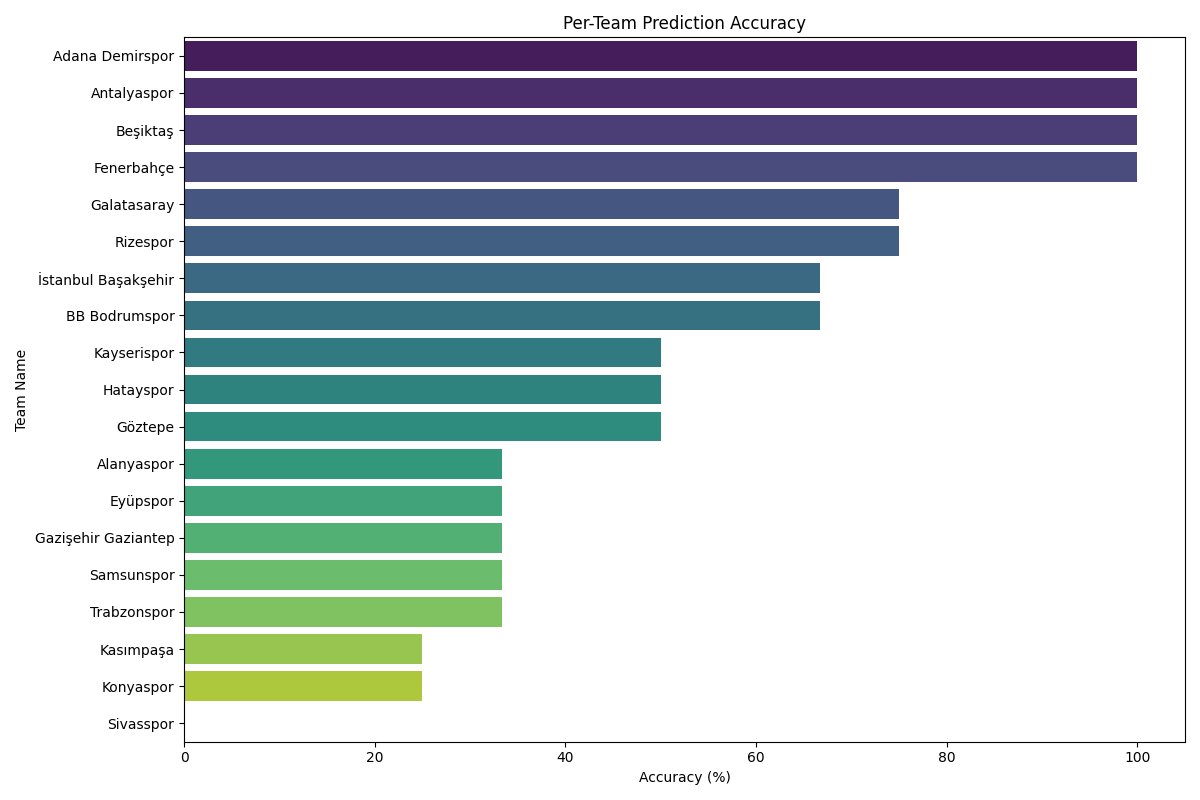 Per-Team Prediction Accuracy
Adana Demirspor
Antalyaspor
Beşiktaş
Fenerbahçe
Galatasaray
Rizespor
İstanbul Başakşehir
BB Bodrumspor
Kayserispor
Hatayspor
Göztepe
Alanyaspor
Eyüpspor
Gazişehir Gaziantep
Samsunspor
Trabzonspor
Kasımpaşa
Konyaspor
Sivasspor
Team Name
0 20 40 60 80 100
Accuracy (%)